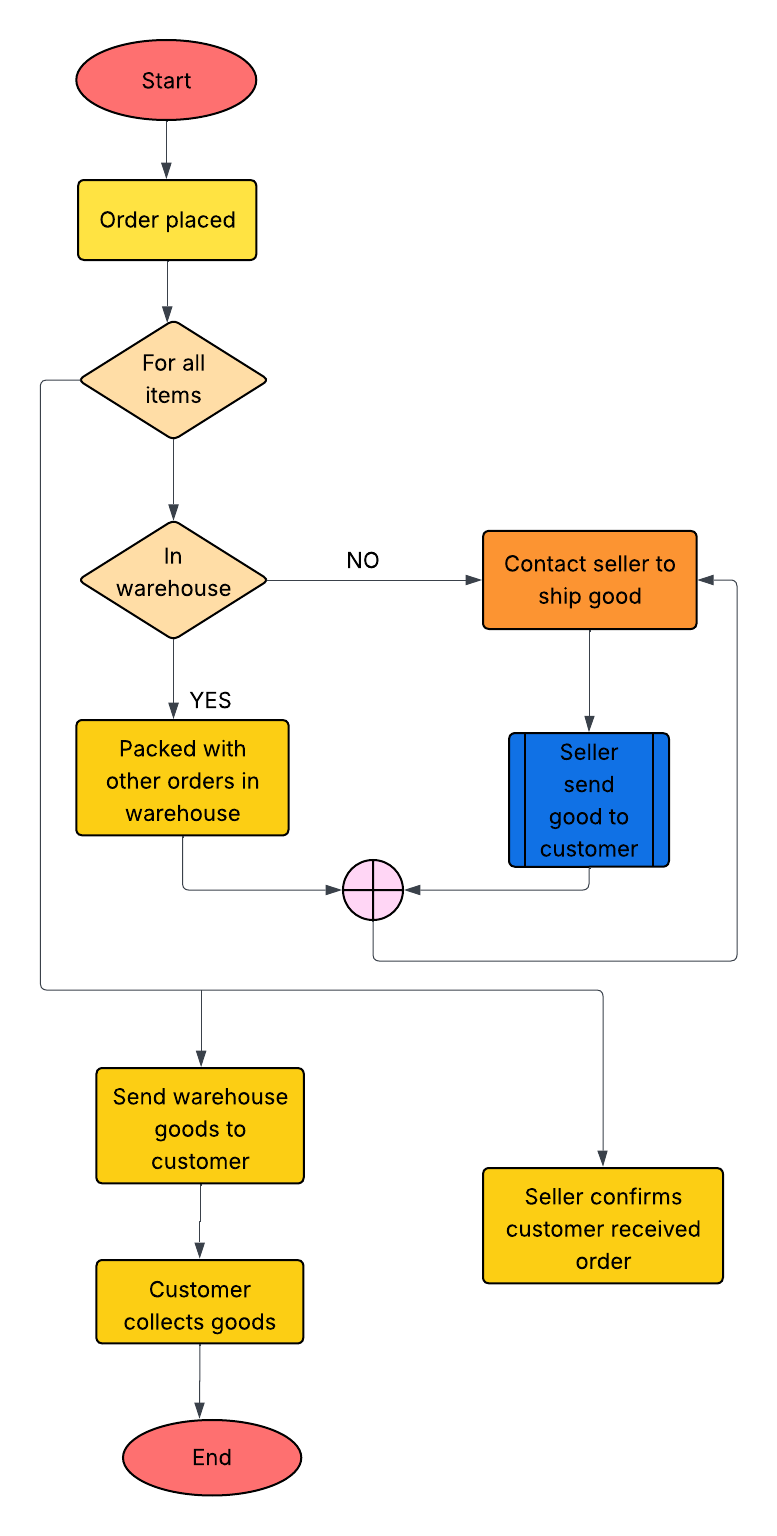 Start
Order placed
For all
items
In
warehouse
NO
Contact seller to
ship good
YES
Packed with
other orders in
warehouse
Seller
send
good to
customer
Send warehouse
goods to
customer
Seller confirms
customer received
order
Customer
collects goods
End